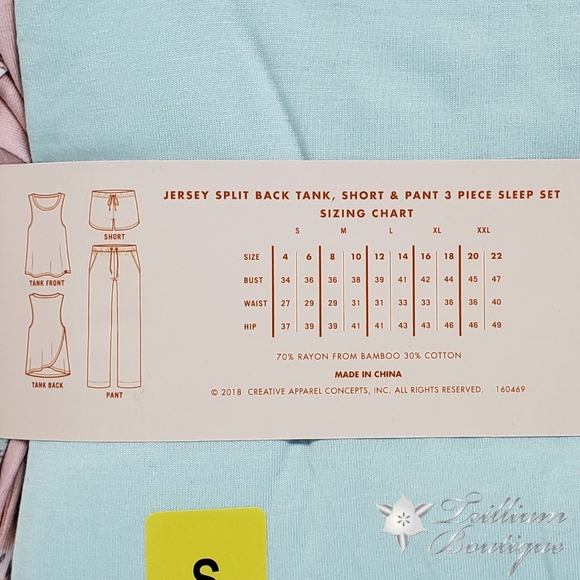 JERSEY SPLIT BACK TANK, SHORT & PANT 3 PIECE SLEEP SET
SIZING CHART
S M L XL XXL
SIZE 4 6 8 10 12 14 16 18 20 22
BUST 34 36 36 38 38 41 42 44 45 47
WAIST 27 29 29 31 31 33 33 36 36 40
HIP 37 39 39 41 41 43 43 46 46 49
70% RAYON FROM BAMBOO 30% COTTON
MADE IN CHINA
© 2018 CREATIVE APPAREL CONCEPTS, INC. ALL RIGHTS RESERVED. 160469
SHORT
TANK FRONT
TANK BACK
PANT
S
Trillium
Boutique